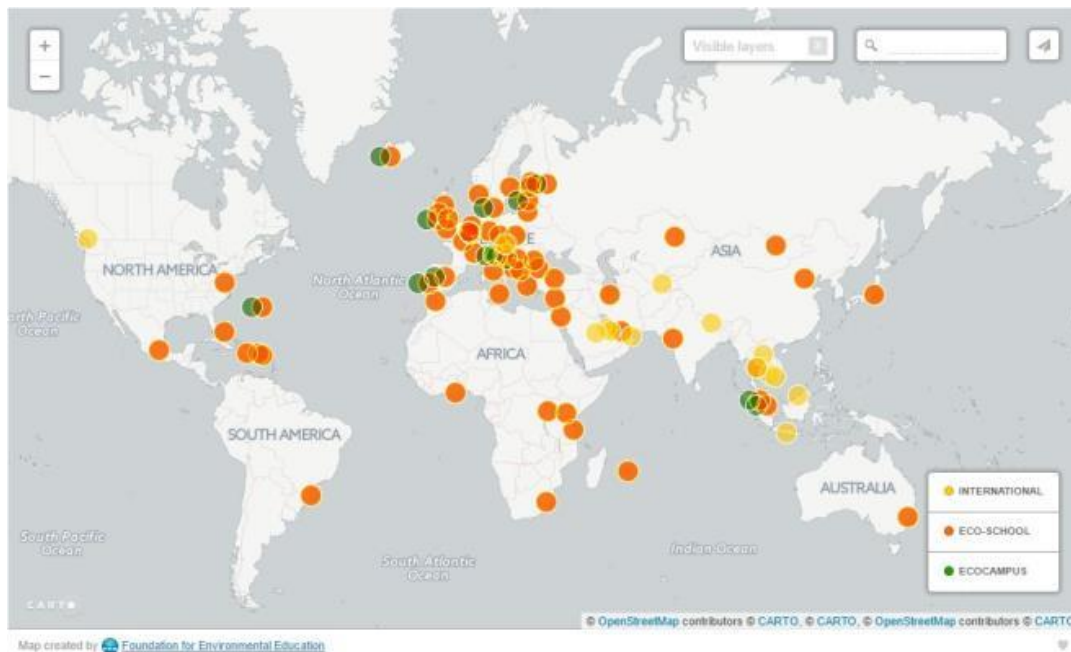 +
Visible layers
−
NORTH AMERICA
ASIA
North Atlantic
Ocean
Ocean
AFRICA
SOUTH AMERICA
AUSTRALIA
INTERNATIONAL
ECO-SCHOOL
South Pacific
Ocean
Indian Ocean
South Atlantic
Ocean
ECOCAMPUS
CARTO
© OpenStreetMap contributors © CARTO, © CARTO, © OpenStreetMap contributors © CARTO
Map created by Foundation for Environmental Education